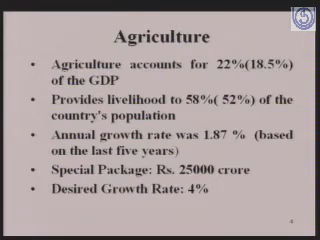 Agriculture
• Agriculture accounts for 22%(18.5%)
of the GDP
• Provides livelihood to 58%( 52%) of the
country's population
• Annual growth rate was 1.87 % (based
on the last five years)
• Special Package: Rs. 25000 crore
• Desired Growth Rate: 4%
4